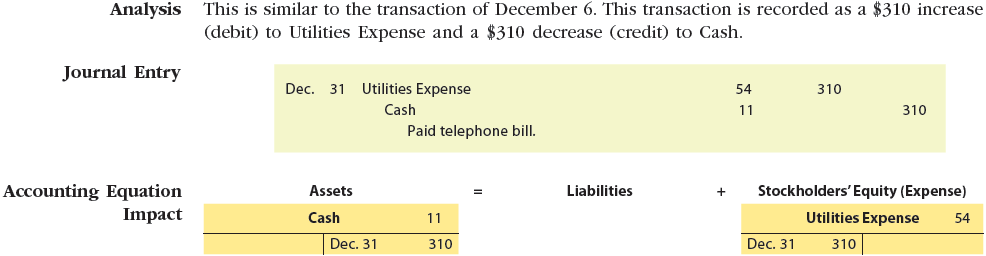 Analysis This is similar to the transaction of December 6. This transaction is recorded as a $310 increase
(debit) to Utilities Expense and a $310 decrease (credit) to Cash.
Journal Entry
Dec. 31 Utilities Expense 54 310
Cash 11 310
Paid telephone bill.
Accounting Equation Assets = Liabilities + Stockholders' Equity (Expense)
Impact Cash 11 Utilities Expense 54
Dec. 31 310 Dec. 31 310